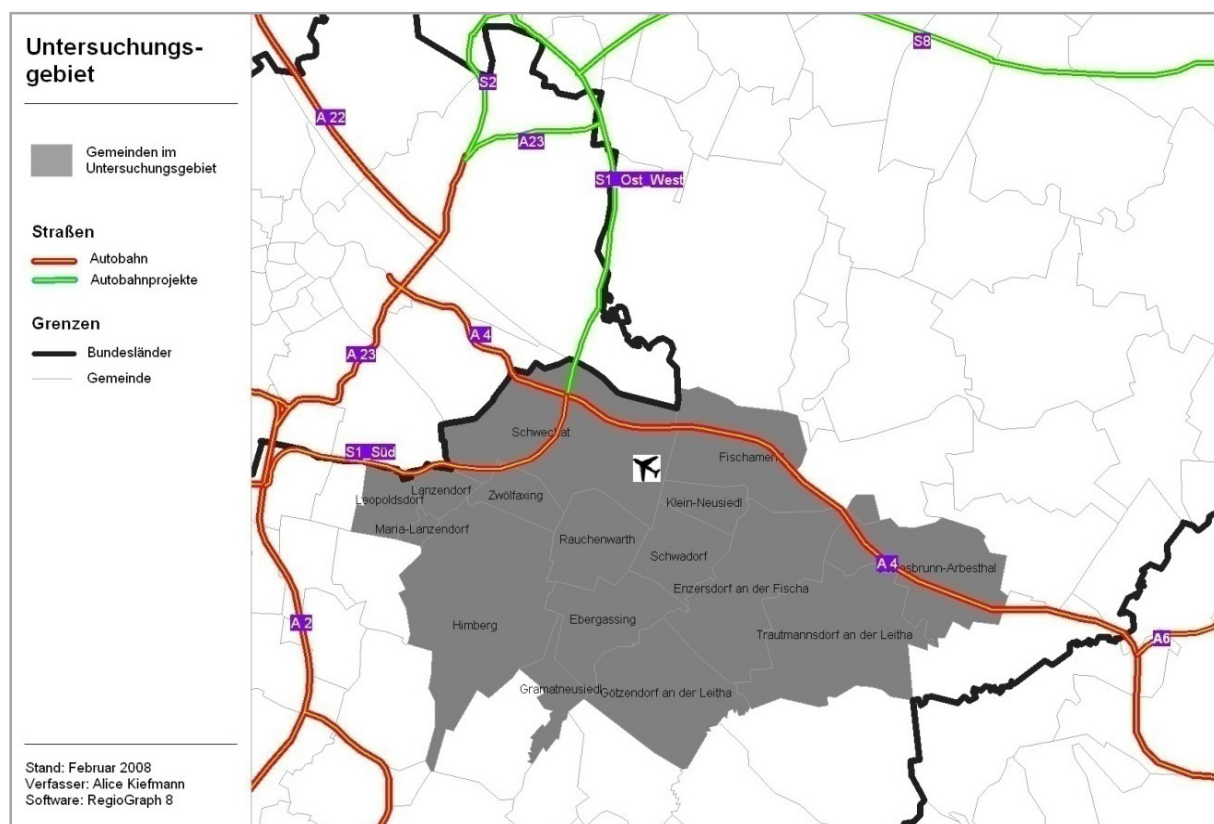 Untersuchungs-
gebiet
Gemeinden im
Untersuchungsgebiet
Straßen
Autobahn
Autobahnprojekte
Grenzen
Bundesländer
Gemeinde
Stand: Februar 2008
Verfasser: Alice Kiefmann
Software: RegioGraph 8
S8
S2
A 22
A23
S1_Ost_West
A 4
A 23
Schwechat
S1_Süd
Fischamend
Lanzendorf
Leopoldsdorf
Zwölfaxing
Klein-Neusiedl
Maria-Lanzendorf
Rauchenwarth
Schwadorf
A 4
Enzersdorf an der Fischa
A 2
Himberg
Ebergassing
Trautmannsdorf an der Leitha
A6
Gramatneusiedl
Götzendorf an der Leitha